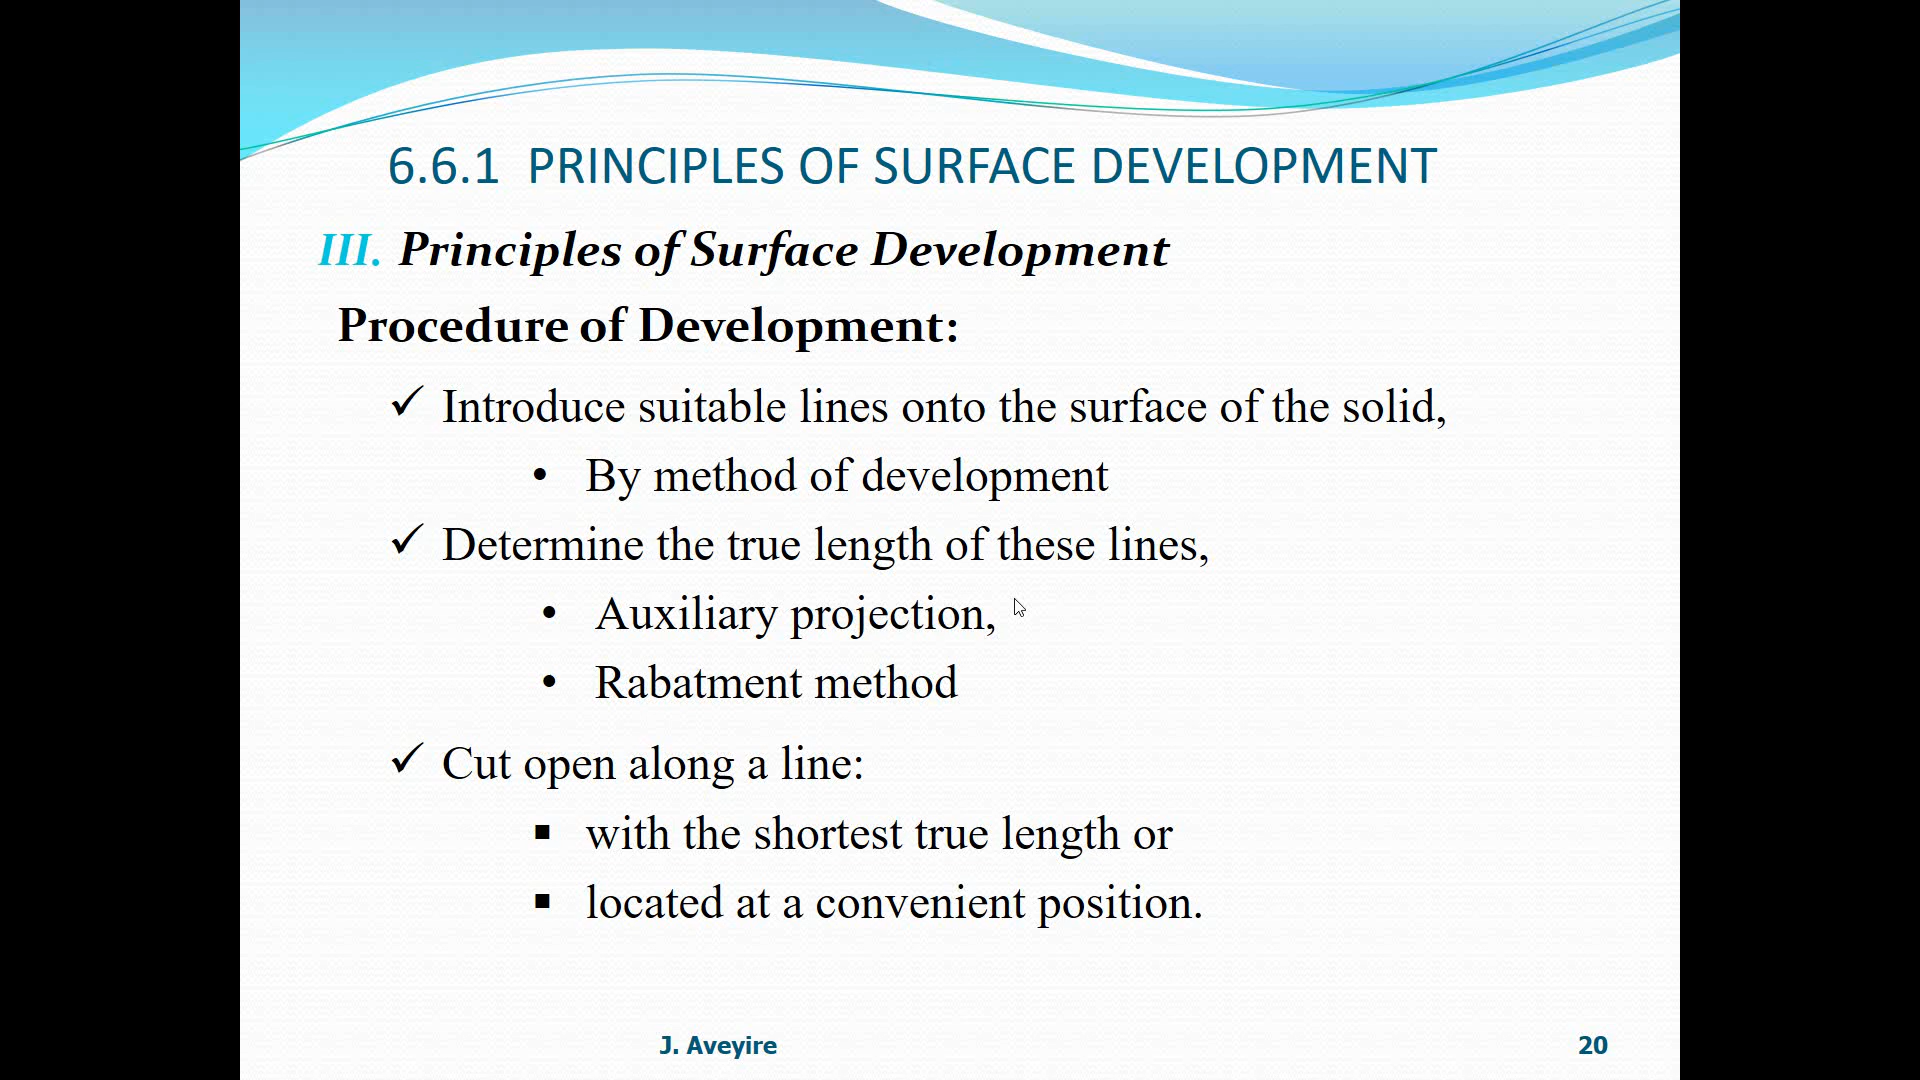 6.6.1 PRINCIPLES OF SURFACE DEVELOPMENT
III. Principles of Surface Development
Procedure of Development:
✓ Introduce suitable lines onto the surface of the solid,
• By method of development
✓ Determine the true length of these lines,
• Auxiliary projection,
• Rabatment method
✓ Cut open along a line:
▪ with the shortest true length or
▪ located at a convenient position.
J. Aveyire
20